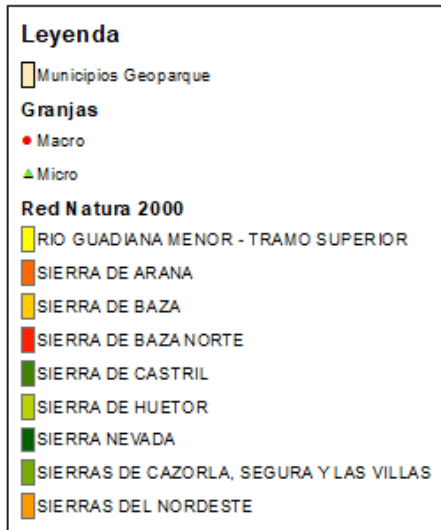 Leyenda
Municipios Geoparque
Granjas
Macro
Micro
Red Natura 2000
RIO GUADIANA MENOR - TRAMO SUPERIOR
SIERRA DE ARANA
SIERRA DE BAZA
SIERRA DE BAZA NORTE
SIERRA DE CASTRIL
SIERRA DE HUETOR
SIERRA NEVADA
SIERRAS DE CAZORLA, SEGURA Y LAS VILLAS
SIERRAS DEL NORDESTE